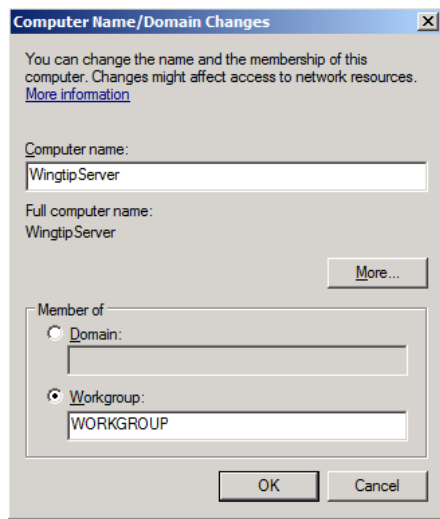 Computer Name/Domain Changes
You can change the name and the membership of this
computer. Changes might affect access to network resources.
More information
Computer name:
WingtipServer
Full computer name:
WingtipServer
More...
Member of
Domain:
Workgroup:
WORKGROUP
OK Cancel